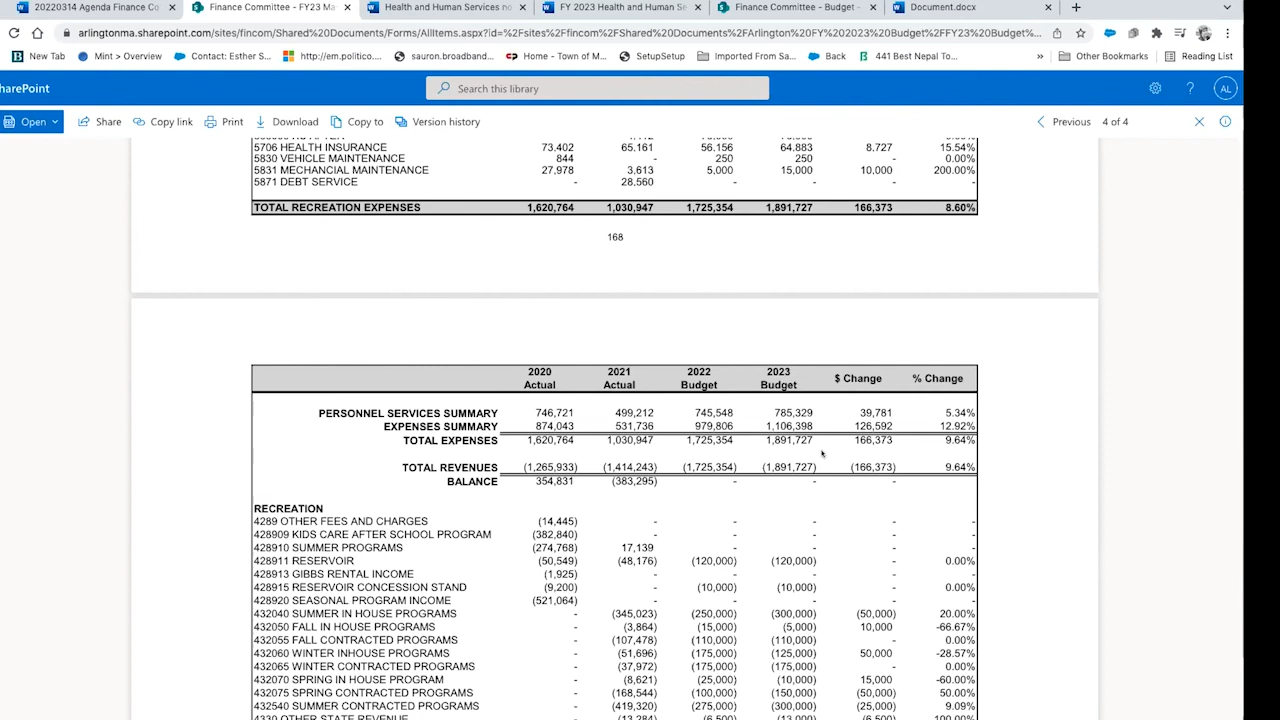 20220314 Agenda Finance Co
Finance Committee - FY23 Ma
Health and Human Services no
FY 2023 Health and Human Se
Finance Committee - Budget -
Document.docx
arlingtonma.sharepoint.com/sites/fincom/Shared%20Documents/Forms/AllItems.aspx?id=%2Fsites%2Ffincom%2FShared%20Documents%2FArlington%20FY%202023%20Budget%2FFY23%20Budget%...
New Tab Mint > Overview Contact: Esther S... http://em.politico.... sauron.broadband... Home - Town of M... SetupSetup Imported From Sa... Back 441 Best Nepal To... » Other Bookmarks Reading List
harePoint Search this library ? AL
Open Share Copy link Print Download Copy to Version history Previous 4 of 4
5706 HEALTH INSURANCE 73,402 65,161 56,156 64,883 8,727 15.54%
5830 VEHICLE MAINTENANCE 844 - 250 250 - 0.00%
5831 MECHANCIAL MAINTENANCE 27,978 3,613 5,000 15,000 10,000 200.00%
5871 DEBT SERVICE - 28,560 - - - -
TOTAL RECREATION EXPENSES 1,620,764 1,030,947 1,725,354 1,891,727 166,373 8.60%
168
2020 Actual 2021 Actual 2022 Budget 2023 Budget $ Change % Change
PERSONNEL SERVICES SUMMARY 746,721 499,212 745,548 785,329 39,781 5.34%
EXPENSES SUMMARY 874,043 531,736 979,806 1,106,398 126,592 12.92%
TOTAL EXPENSES 1,620,764 1,030,947 1,725,354 1,891,727 166,373 9.64%
TOTAL REVENUES (1,265,933) (1,414,243) (1,725,354) (1,891,727) (166,373) 9.64%
BALANCE 354,831 (383,295) - - -
RECREATION
4289 OTHER FEES AND CHARGES (14,445) - - - - -
428909 KIDS CARE AFTER SCHOOL PROGRAM (382,840) - - - - -
428910 SUMMER PROGRAMS (274,768) 17,139 - - - -
428911 RESERVOIR (50,549) (48,176) (120,000) (120,000) - 0.00%
428913 GIBBS RENTAL INCOME (1,925) - - - - -
428915 RESERVOIR CONCESSION STAND (9,200) - (10,000) (10,000) - 0.00%
428920 SEASONAL PROGRAM INCOME (521,064) - - - - -
432040 SUMMER IN HOUSE PROGRAMS - (345,023) (250,000) (300,000) (50,000) 20.00%
432050 FALL IN HOUSE PROGRAMS - (3,864) (15,000) (5,000) 10,000 -66.67%
432055 FALL CONTRACTED PROGRAMS - (107,478) (110,000) (110,000) - 0.00%
432060 WINTER INHOUSE PROGRAMS - (51,696) (175,000) (125,000) 50,000 -28.57%
432065 WINTER CONTRACTED PROGRAMS - (37,972) (175,000) (175,000) - 0.00%
432070 SPRING IN HOUSE PROGRAM - (8,621) (25,000) (10,000) 15,000 -60.00%
432075 SPRING CONTRACTED PROGRAMS - (168,544) (100,000) (150,000) (50,000) 50.00%
432540 SUMMER CONTRACTED PROGRAMS - (419,320) (275,000) (300,000) (25,000) 9.09%
4330 OTHER STATE REVENUE - (13,284) (6,500) (13,000) (6,500) 100.00%